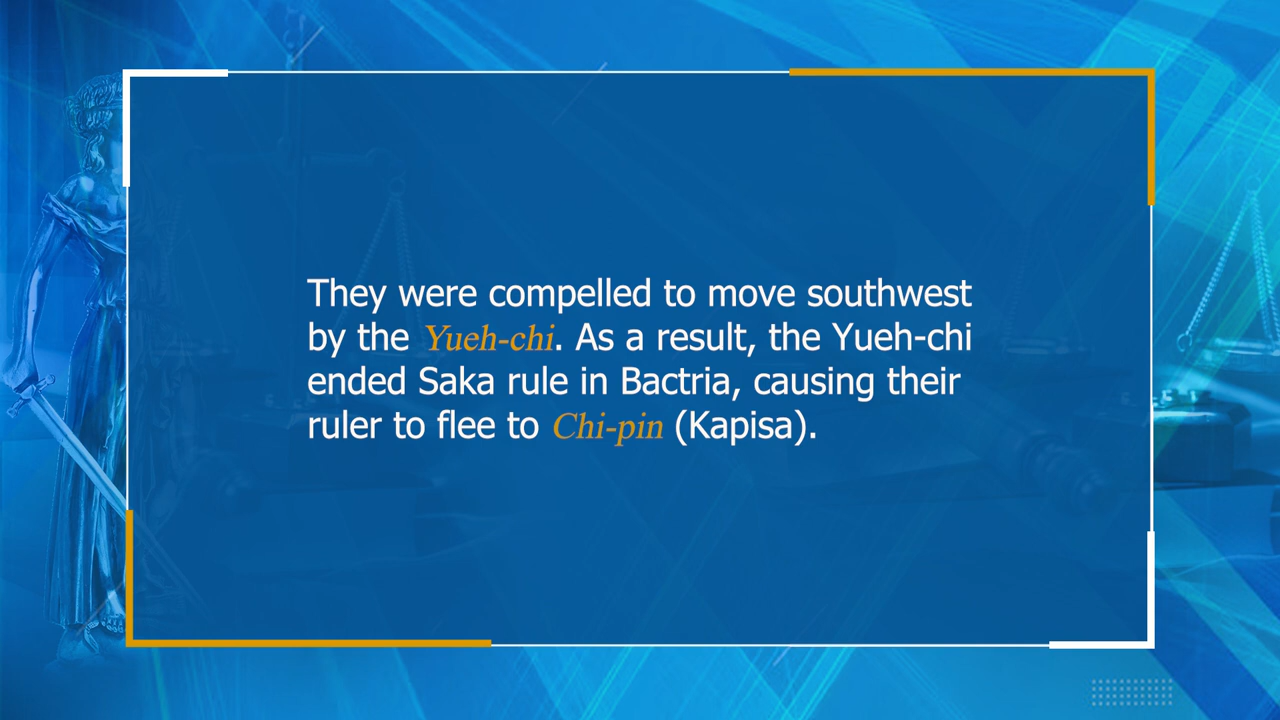 They were compelled to move southwest
by the Yueh-chi. As a result, the Yueh-chi
ended Saka rule in Bactria, causing their
ruler to flee to Chi-pin (Kapisa).